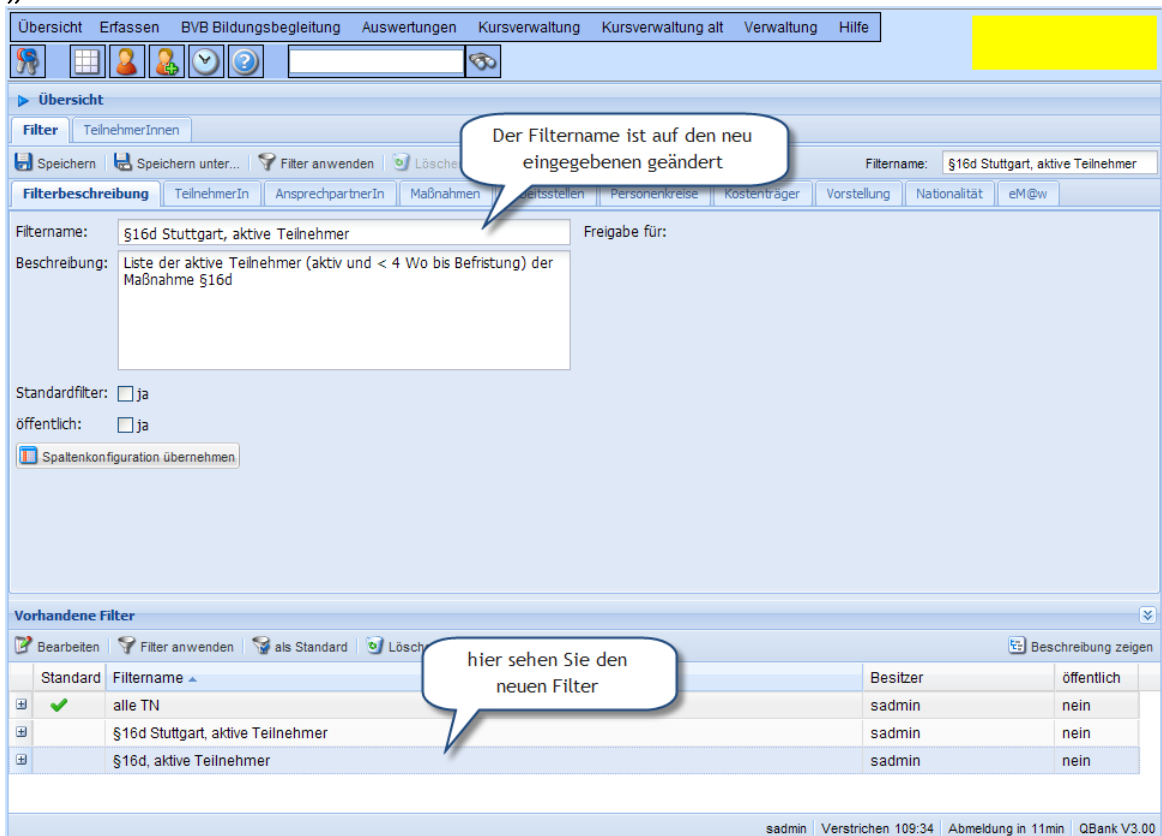 „
Übersicht Erfassen BVB Bildungsbegleitung Auswertungen Kursverwaltung Kursverwaltung alt Verwaltung Hilfe
Übersicht
Filter TeilnehmerInnen
Der Filtername ist auf den neu
eingegebenen geändert
Speichern Speichern unter... Filter anwenden Filtername: §16d Stuttgart, aktive Teilnehmer
Filterbeschreibung TeilnehmerIn AnsprechpartnerIn Maßnahmen Personenkreise Kostenträger Vorstellung Nationalität eM@w
Filtername: §16d Stuttgart, aktive Teilnehmer Freigabe für:
Beschreibung: Liste der aktive Teilnehmer (aktiv und < 4 Wo bis Befristung) der
Maßnahme §16d
Standardfilter: ja
öffentlich: ja
Spaltenkonfiguration übernehmen
Vorhandene Filter
Bearbeiten Filter anwenden als Standard Beschreibung zeigen
hier sehen Sie den
neuen Filter
Standard Filtername Besitzer öffentlich
alle TN sadmin nein
§16d Stuttgart, aktive Teilnehmer sadmin nein
§16d, aktive Teilnehmer sadmin nein
sadmin Verstrichen 109:34 Abmeldung in 11min QBank V3.00